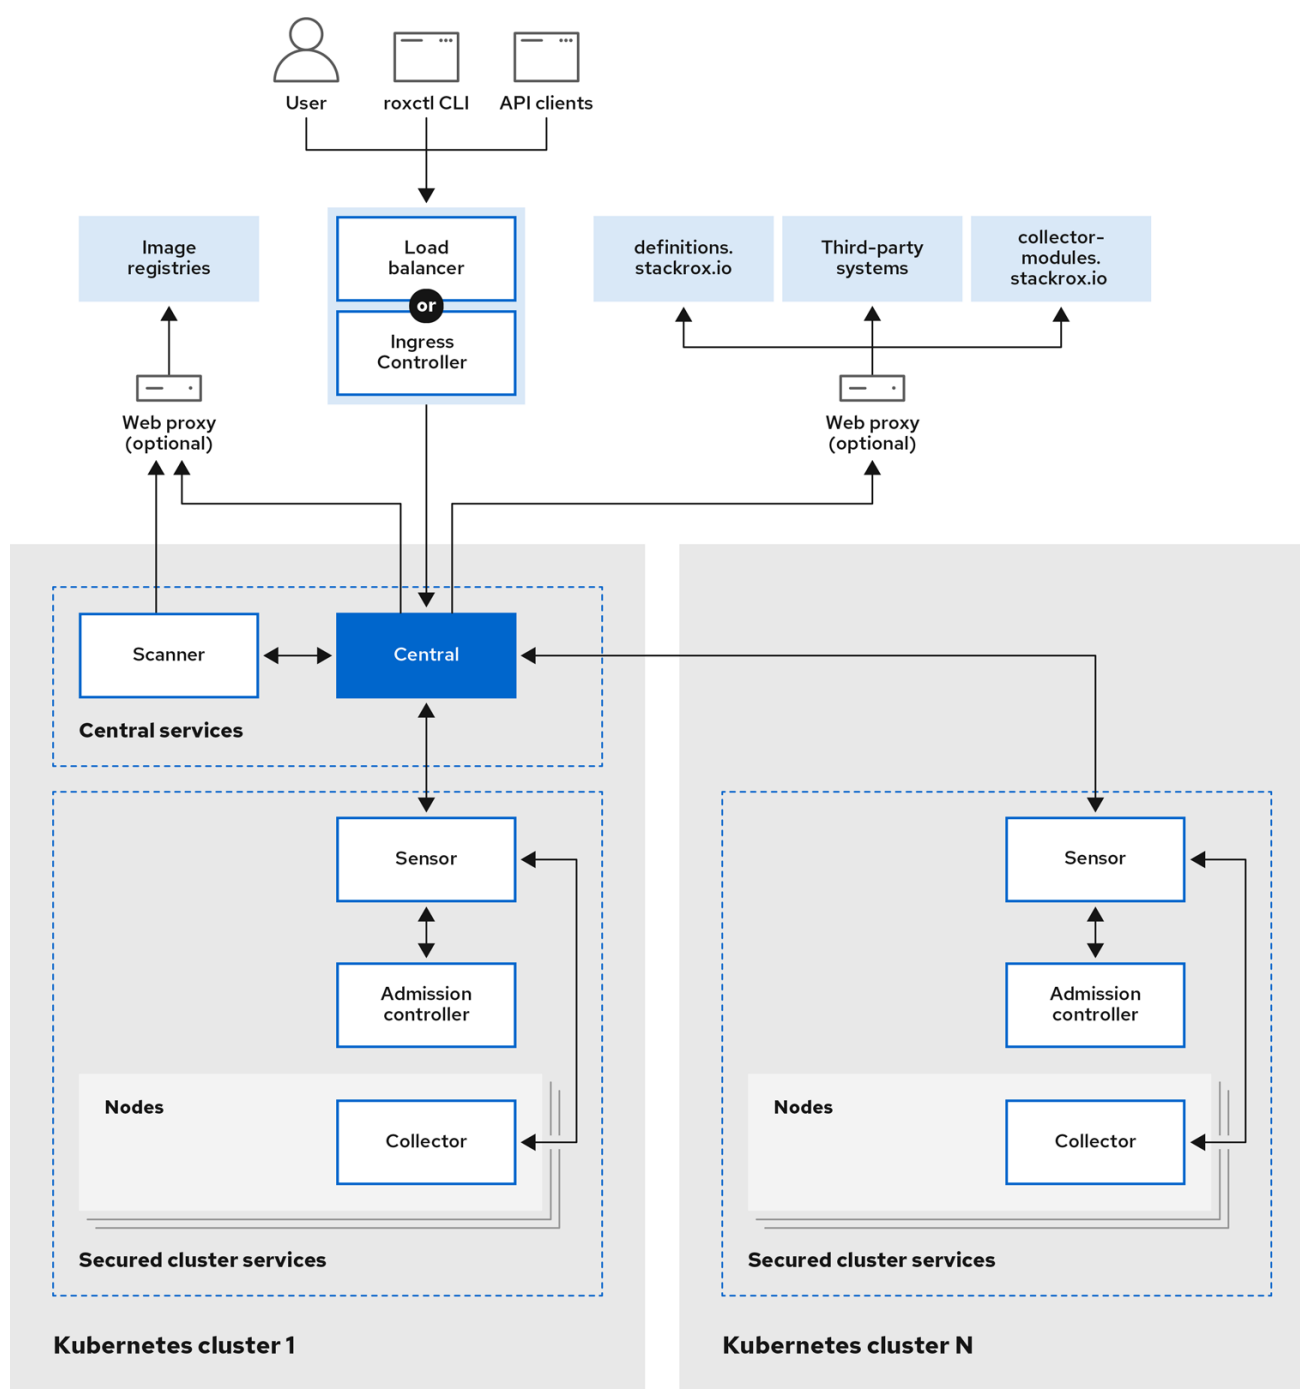 User
roxctl CLI
API clients
Image
registries
Load
balancer
or
Ingress
Controller
definitions.
stackrox.io
Third-party
systems
collector-
modules.
stackrox.io
Web proxy
(optional)
Web proxy
(optional)
Scanner
Central
Central services
Sensor
Admission
controller
Nodes
Collector
Secured cluster services
Kubernetes cluster 1
Sensor
Admission
controller
Nodes
Collector
Secured cluster services
Kubernetes cluster N